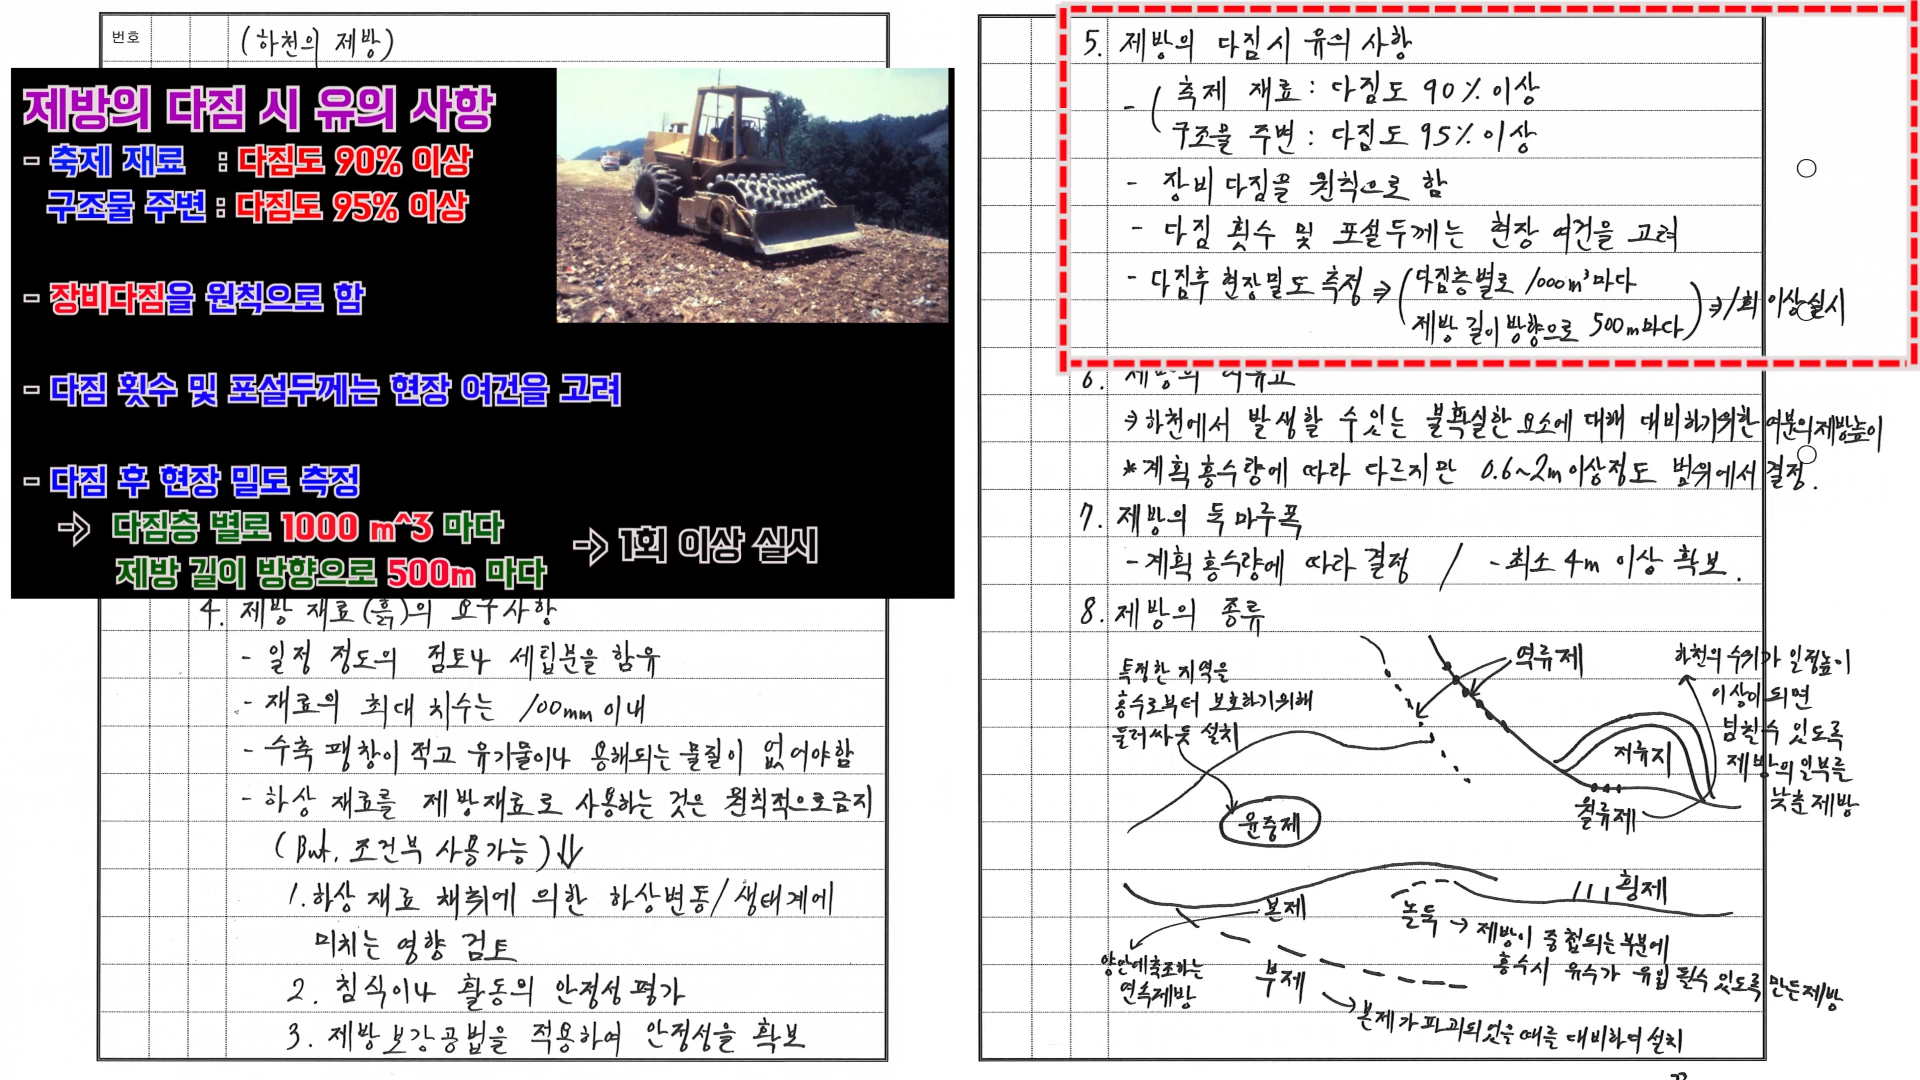 번호
(하천의 제방)
제방의 다짐 시 유의 사항
- 축제 재료 : 다짐도 90% 이상
구조물 주변 : 다짐도 95% 이상
- 장비다짐을 원칙으로 함
- 다짐 횟수 및 포설두께는 현장 여건을 고려
- 다짐 후 현장 밀도 측정
-> 다짐층 별로 1000 m^3 마다
제방 길이 방향으로 500m 마다
-> 1회 이상 실시
4. 제방 재료(흙)의 요구사항
- 일정 정도의 점토나 세립분을 함유
- 재료의 최대 치수는 100mm 이내
- 수축 팽창이 적고 유기물이나 용해되는 물질이 없어야함
- 하상 재료를 제방재료로 사용하는 것은 원칙적으로금지
(But, 조건부 사용가능) ⇓
1. 하상 재료 채취에 의한 하상변동/생태계에
미치는 영향 검토
2. 침식이나 활동의 안정성평가
3. 제방보강공법을 적용하여 안정성을 확보
5. 제방의 다짐시 유의 사항
- ( 축제 재료 : 다짐도 90% 이상
구조물 주변 : 다짐도 95% 이상
- 장비다짐을 원칙으로 함
- 다짐 횟수 및 포설두께는 현장 여건을 고려
- 다짐후 현장밀도 측정 ⇒ (다짐층별로 1000m³마다
제방 길이방향으로 500m마다) ⇒ 1회 이상실시
6. 제방의 여유고
⇒ 하천에서 발생할 수 있는 불확실한 요소에 대해 대비하기위한 여분의 제방높이
* 계획홍수량에 따라 다르지만 0.6~2m 이상정도 범위에서 결정.
7. 제방의 둑마루폭
- 계획홍수량에 따라 결정 / - 최소 4m 이상 확보.
8. 제방의 종류
특정한 지역을
홍수로부터 보호하기위해
둘러싸듯 설치
역류제
하천의 수위가 일정높이
이상이 되면
넘칠수 있도록
제방의일부를
낮춘제방
저류지
월류제
윤중제
횡제
본제
놀둑 → 제방이 중첩되는부분에
홍수시 유수가 유입 될수 있도록 만든제방
양안에축조하는
연속제방
부제
→ 본제가파괴되었을때를 대비하여설치